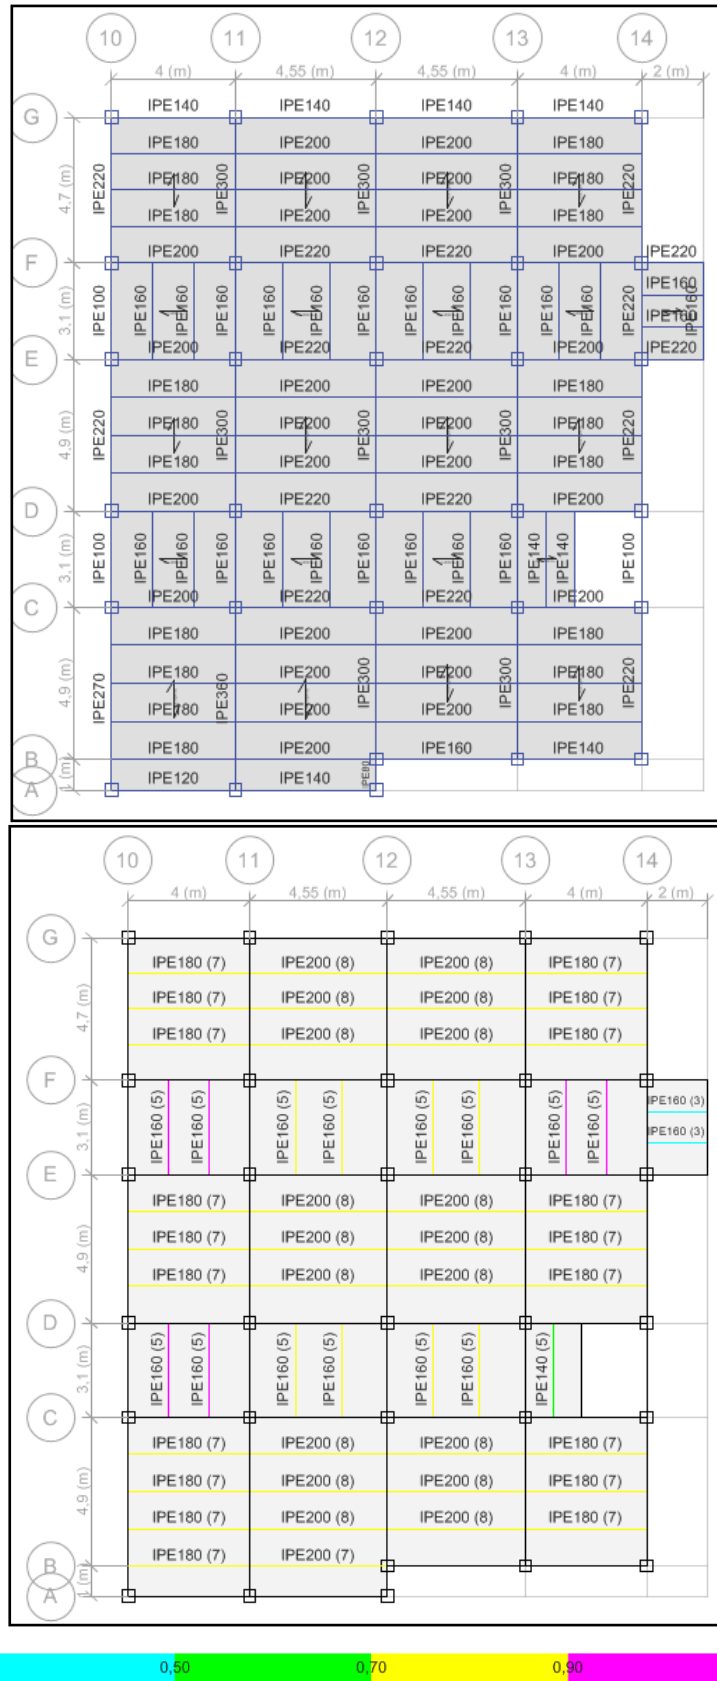 10 11 12 13 14
4 (m) 4,55 (m) 4,55 (m) 4 (m) 2 (m)
IPE140 IPE140 IPE140 IPE140
G
IPE180 IPE200 IPE200 IPE180
4,7 (m) IPE220 IPE180 IPE300 IPE200 IPE300 IPE200 IPE300 IPE180 IPE220
IPE180 IPE200 IPE200 IPE180
IPE200 IPE220 IPE220 IPE200 IPE220
F
IPE160
3,1 (m) IPE100 IPE160 IPE160 IPE160 IPE160 IPE160 IPE160 IPE160 IPE160 IPE160 IPE160 IPE220 IPE160 IPE160
IPE200 IPE220 IPE220 IPE200 IPE220
E
IPE180 IPE200 IPE200 IPE180
4,9 (m) IPE220 IPE180 IPE300 IPE200 IPE300 IPE200 IPE300 IPE180 IPE220
IPE180 IPE200 IPE200 IPE180
IPE200 IPE220 IPE220 IPE200
D
3,1 (m) IPE100 IPE160 IPE160 IPE160 IPE160 IPE160 IPE160 IPE160 IPE160 IPE160 IPE140 IPE140 IPE100
IPE200 IPE220 IPE220 IPE200
C
IPE180 IPE200 IPE200 IPE180
4,9 (m) IPE270 IPE180 IPE360 IPE200 IPE300 IPE200 IPE300 IPE180 IPE220
IPE180 IPE200 IPE200 IPE180
IPE180 IPE200 IPE160 IPE140
B
1 (m) IPE120 IPE140 IPE80
A
10 11 12 13 14
4 (m) 4,55 (m) 4,55 (m) 4 (m) 2 (m)
G
IPE180 (7) IPE200 (8) IPE200 (8) IPE180 (7)
4,7 (m) IPE180 (7) IPE200 (8) IPE200 (8) IPE180 (7)
IPE180 (7) IPE200 (8) IPE200 (8) IPE180 (7)
F
IPE160 (3)
3,1 (m) IPE160 (5) IPE160 (5) IPE160 (5) IPE160 (5) IPE160 (5) IPE160 (5) IPE160 (5) IPE160 (5)
IPE160 (3)
E
IPE180 (7) IPE200 (8) IPE200 (8) IPE180 (7)
4,9 (m) IPE180 (7) IPE200 (8) IPE200 (8) IPE180 (7)
IPE180 (7) IPE200 (8) IPE200 (8) IPE180 (7)
D
3,1 (m) IPE160 (5) IPE160 (5) IPE160 (5) IPE160 (5) IPE160 (5) IPE160 (5) IPE140 (5)
C
IPE180 (7) IPE200 (8) IPE200 (8) IPE180 (7)
4,9 (m) IPE180 (7) IPE200 (8) IPE200 (8) IPE180 (7)
IPE180 (7) IPE200 (8) IPE200 (8) IPE180 (7)
IPE180 (7) IPE200 (7)
B
1 (m)
A
0,50 0,70 0,90